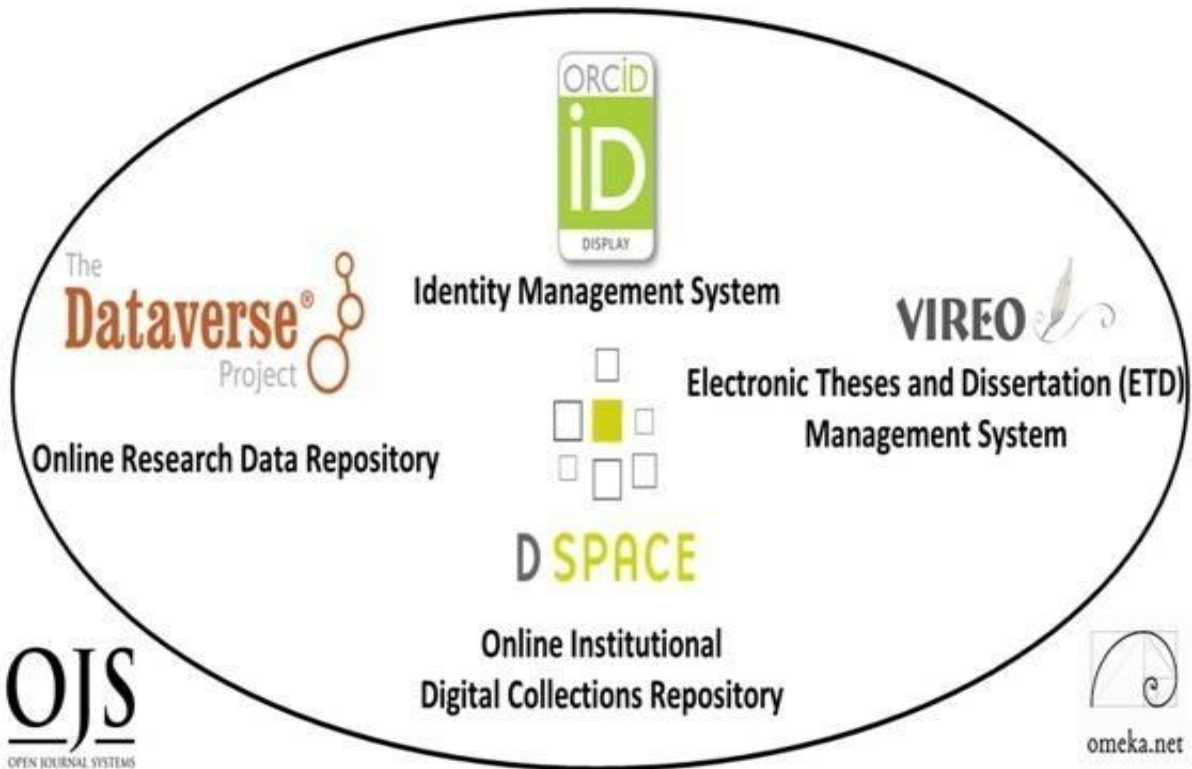 ORCID
iD
DISPLAY
Identity Management System
The
Dataverse®
Project
Online Research Data Repository
VIREO
Electronic Theses and Dissertation (ETD)
Management System
D SPACE
Online Institutional
Digital Collections Repository
OJS
OPEN JOURNAL SYSTEMS
omeka.net